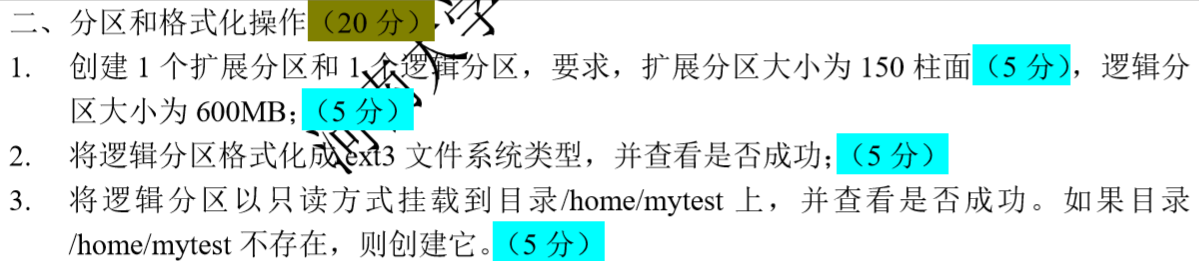 二、分区和格式化操作（20 分）
1. 创建 1 个扩展分区和 1 个逻辑分区，要求，扩展分区大小为 150 柱面（5 分），逻辑分
区大小为 600MB；（5 分）
2. 将逻辑分区格式化成 ext3 文件系统类型，并查看是否成功；（5 分）
3. 将逻辑分区以只读方式挂载到目录/home/mytest 上，并查看是否成功。如果目录
/home/mytest 不存在，则创建它。（5 分）